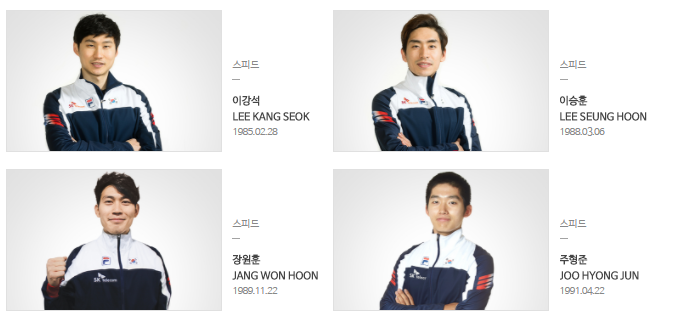 스피드
이강석
LEE KANG SEOK
1985.02.28
스피드
이승훈
LEE SEUNG HOON
1988.03.06
스피드
장원훈
JANG WON HOON
1989.11.22
SK telecom
스피드
주형준
JOO HYONG JUN
1991.04.22